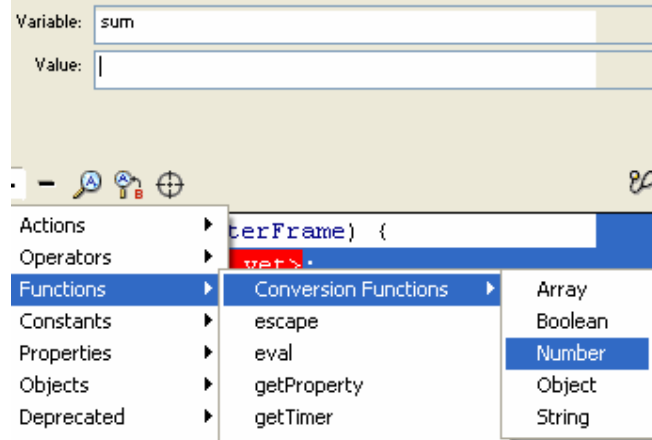 Variable: sum
Value:
Actions
terFrame) {
Operators
yet>;
Functions
Conversion Functions
Array
Constants
escape
Boolean
Properties
eval
Number
Objects
getProperty
Object
Deprecated
getTimer
String